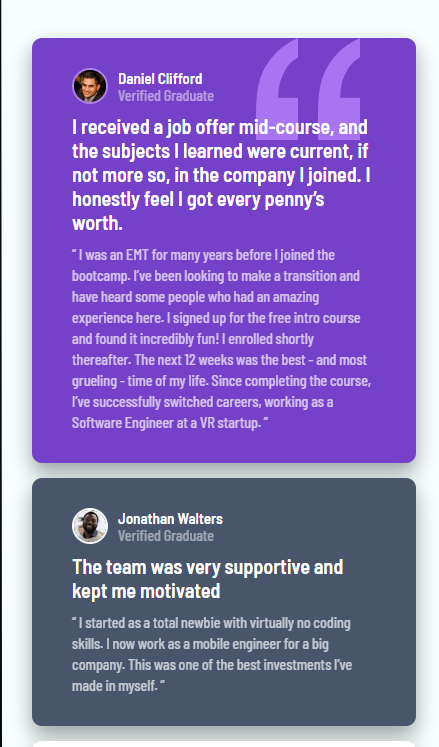 Daniel Clifford
Verified Graduate
I received a job offer mid-course, and
the subjects I learned were current, if
not more so, in the company I joined. I
honestly feel I got every penny’s
worth.
“ I was an EMT for many years before I joined the
bootcamp. I’ve been looking to make a transition and
have heard some people who had an amazing
experience here. I signed up for the free intro course
and found it incredibly fun! I enrolled shortly
thereafter. The next 12 weeks was the best - and most
grueling - time of my life. Since completing the course,
I’ve successfully switched careers, working as a
Software Engineer at a VR startup. ”
Jonathan Walters
Verified Graduate
The team was very supportive and
kept me motivated
“ I started as a total newbie with virtually no coding
skills. I now work as a mobile engineer for a big
company. This was one of the best investments I’ve
made in myself. ”